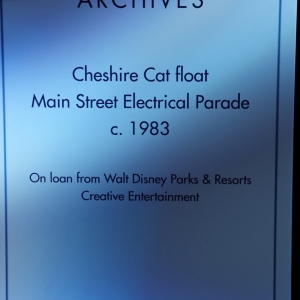 ARCHIVES
Cheshire Cat float
Main Street Electrical Parade
c. 1983
On loan from Walt Disney Parks & Resorts
Creative Entertainment